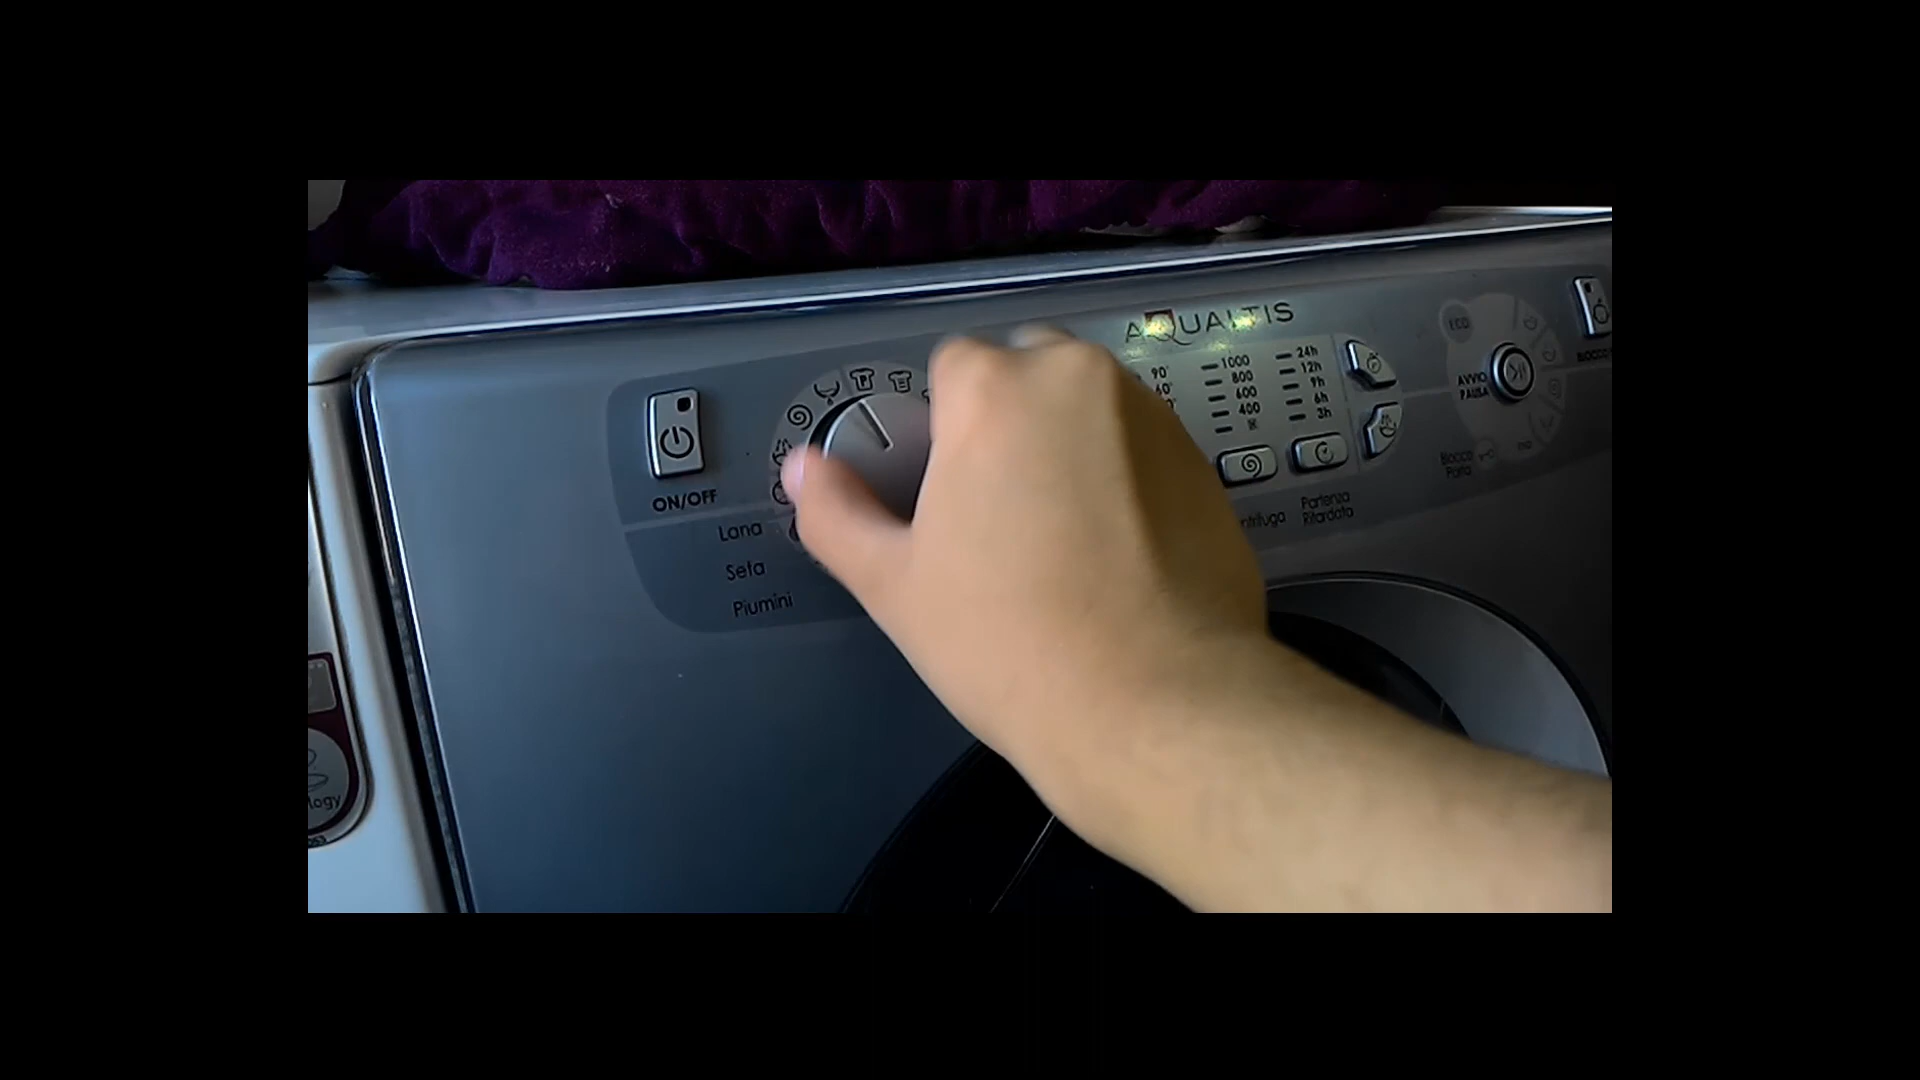 AQUALTIS
ON/OFF
Lana
Seta
Piumini
90°
60°
1000
800
600
400
24h
12h
9h
6h
3h
Partenza
Ritardata
ECO
AVVIO
PAUSA
Blocco
Porta